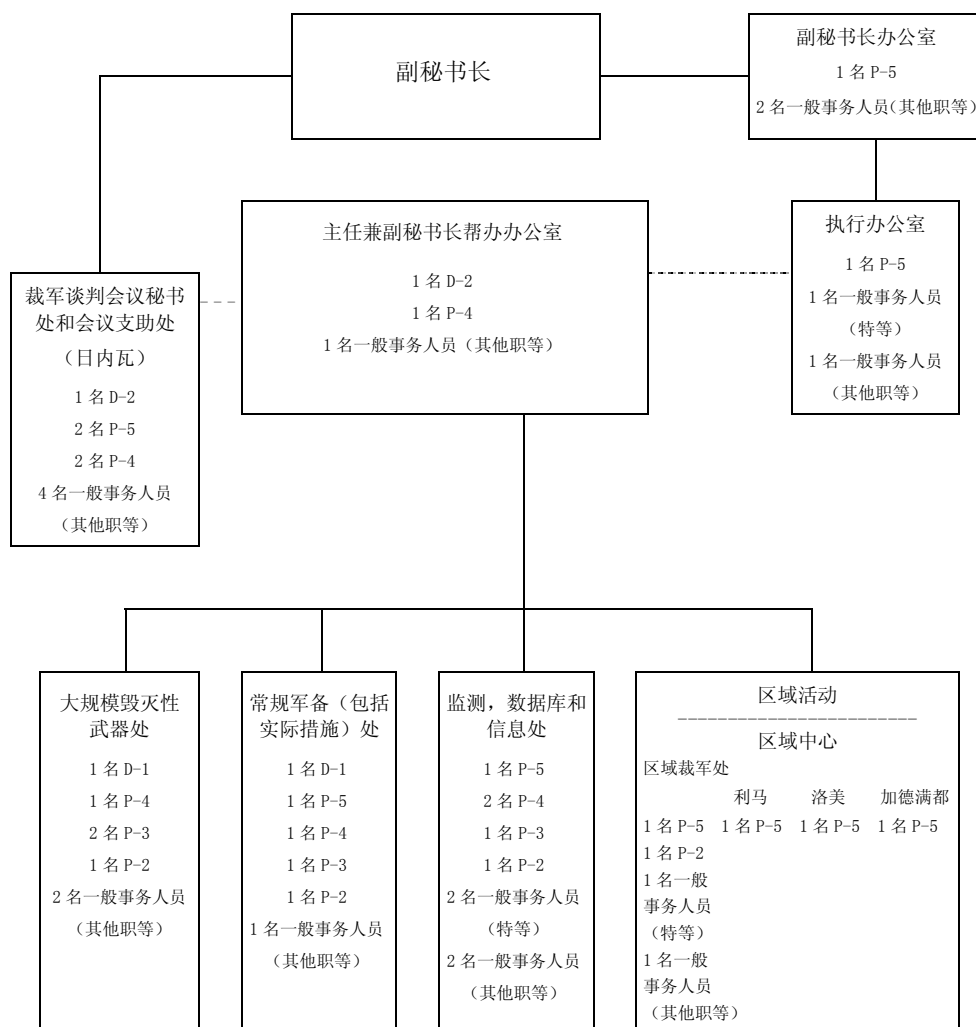 副秘书长
副秘书长办公室
1 名 P-5
2 名一般事务人员(其他职等)
主任兼副秘书长帮办办公室
1 名 D-2
1 名 P-4
1 名一般事务人员（其他职等）
执行办公室
1 名 P-5
1 名一般事务人员
（特等）
1 名一般事务人员
（其他职等）
裁军谈判会议秘书
处和会议支助处
（日内瓦）
1 名 D-2
2 名 P-5
2 名 P-4
4 名一般事务人员
（其他职等）
大规模毁灭性
武器处
1 名 D-1
1 名 P-4
2 名 P-3
1 名 P-2
2 名一般事务人员
（其他职等）
常规军备（包括
实际措施）处
1 名 D-1
1 名 P-5
1 名 P-4
1 名 P-3
1 名 P-2
1 名一般事务人员
（其他职等）
监测，数据库和
信息处
1 名 P-5
2 名 P-4
1 名 P-3
1 名 P-2
2 名一般事务人员
（特等）
2 名一般事务人员
（其他职等）
区域活动
区域中心
区域裁军处
利马 洛美 加德满都
1 名 P-5 1 名 P-5 1 名 P-5 1 名 P-5
1 名 P-2
1 名一般
事务人员
（特等）
1 名一般
事务人员
（其他职等）